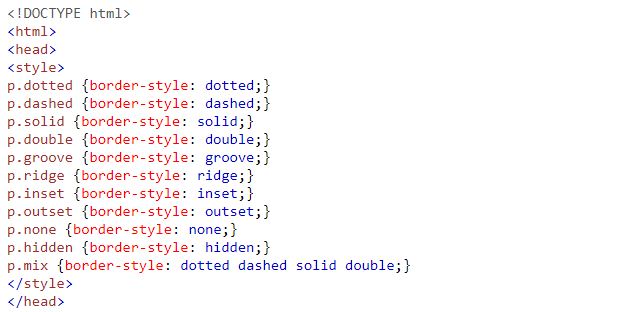 <!DOCTYPE html>
<html>
<head>
<style>
p.dotted {border-style: dotted;}
p.dashed {border-style: dashed;}
p.solid {border-style: solid;}
p.double {border-style: double;}
p.groove {border-style: groove;}
p.ridge {border-style: ridge;}
p.inset {border-style: inset;}
p.outset {border-style: outset;}
p.none {border-style: none;}
p.hidden {border-style: hidden;}
p.mix {border-style: dotted dashed solid double;}
</style>
</head>